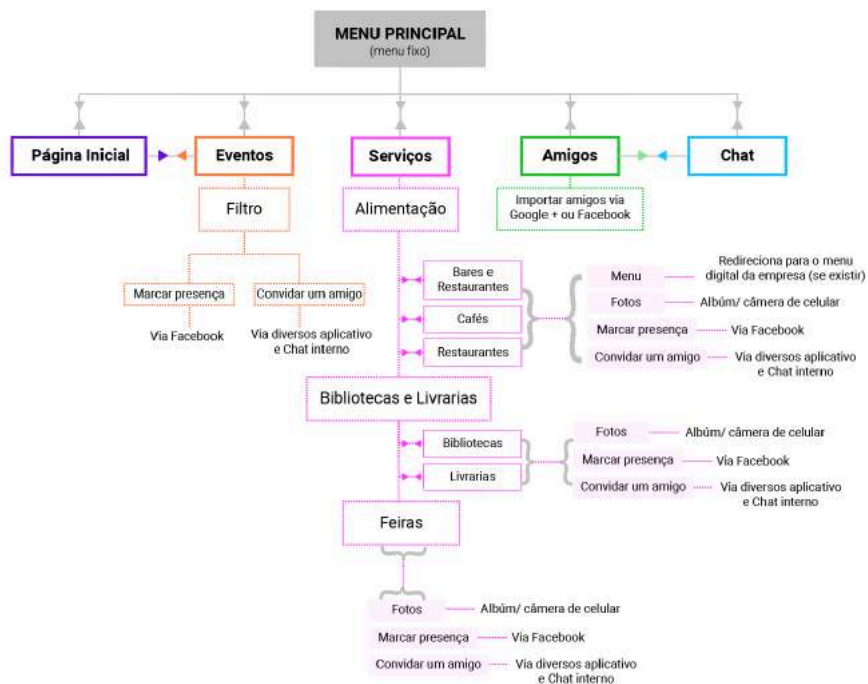 MENU PRINCIPAL
(menu fixo)
Página Inicial
Eventos
Serviços
Amigos
Chat
Filtro
Alimentação
Importar amigos via
Google + ou Facebook
Marcar presença
Convidar um amigo
Via Facebook
Via diversos aplicativo
e Chat interno
Bares e
Restaurantes
Cafés
Restaurantes
Menu
Redireciona para o menu
digital da empresa (se existir)
Fotos
Albúm/ câmera de celular
Marcar presença
Via Facebook
Convidar um amigo
Via diversos aplicativo
e Chat interno
Bibliotecas e Livrarias
Bibliotecas
Livrarias
Fotos
Albúm/ câmera de celular
Marcar presença
Via Facebook
Convidar um amigo
Via diversos aplicativo
e Chat interno
Feiras
Fotos
Albúm/ câmera de celular
Marcar presença
Via Facebook
Convidar um amigo
Via diversos aplicativo
e Chat interno